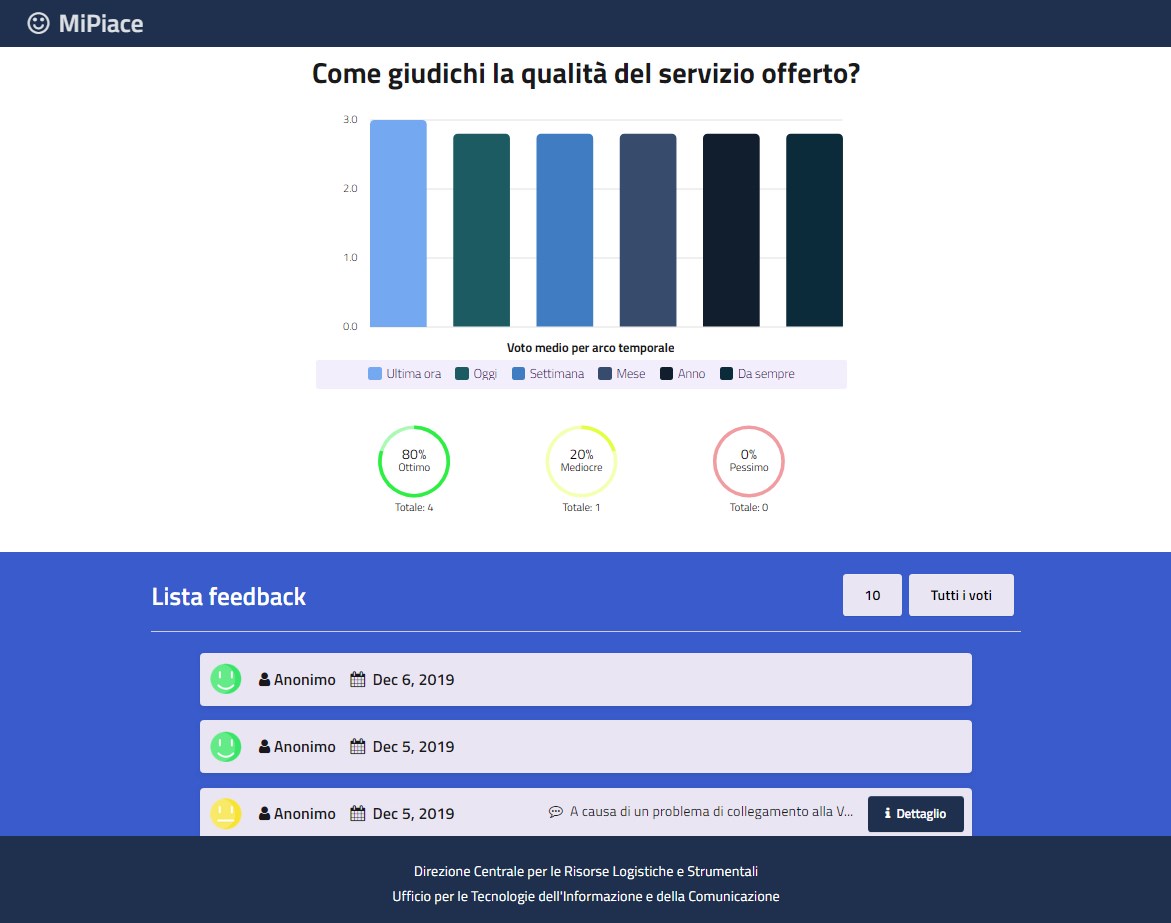 MiPiace
Come giudichi la qualità del servizio offerto?
3.0
2.0
1.0
0.0
Voto medio per arco temporale
Ultima ora Oggi Settimana Mese Anno Da sempre
80% 20% 0%
Ottimo Mediocre Pessimo
Totale: 4 Totale: 1 Totale: 0
Lista feedback 10 Tutti i voti
Anonimo Dec 6, 2019
Anonimo Dec 5, 2019
Anonimo Dec 5, 2019 A causa di un problema di collegamento alla V... Dettaglio
Direzione Centrale per le Risorse Logistiche e Strumentali
Ufficio per le Tecnologie dell'Informazione e della Comunicazione